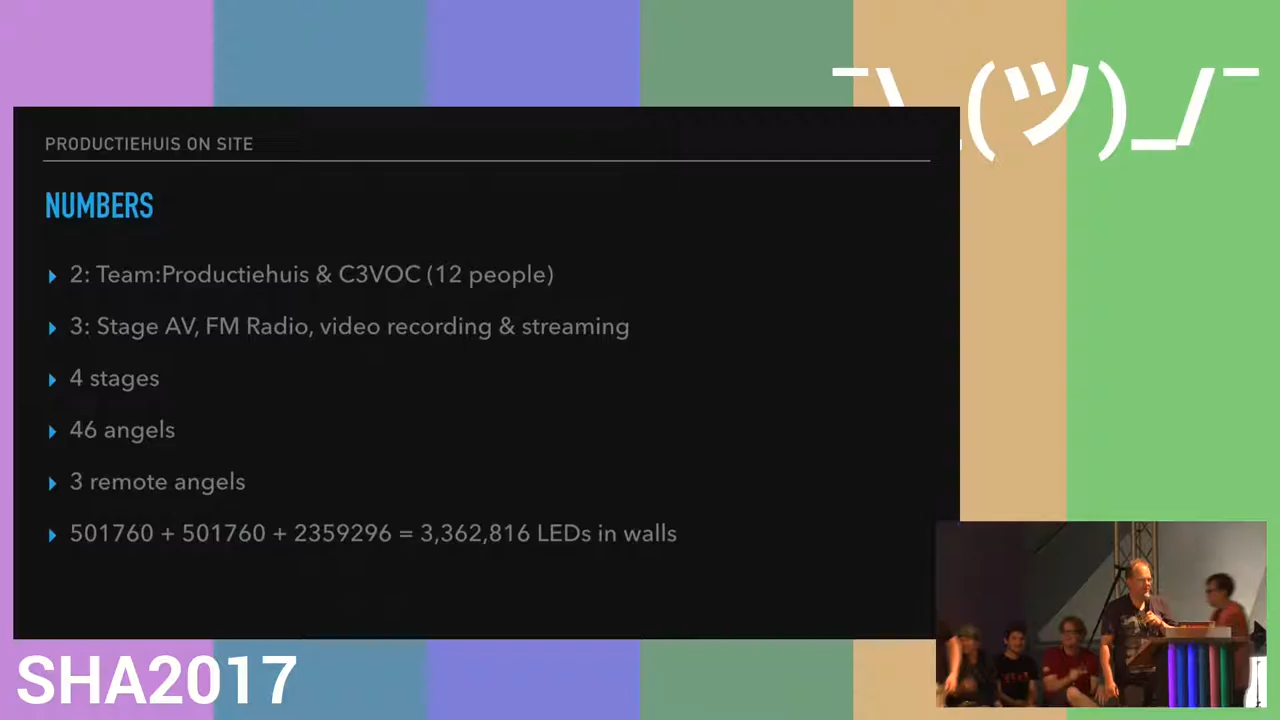 ¯\_(ツ)_/¯
PRODUCTIEHUIS ON SITE
NUMBERS
2: Team:Productiehuis & C3VOC (12 people)
3: Stage AV, FM Radio, video recording & streaming
4 stages
46 angels
3 remote angels
501760 + 501760 + 2359296 = 3,362,816 LEDs in walls
SHA2017